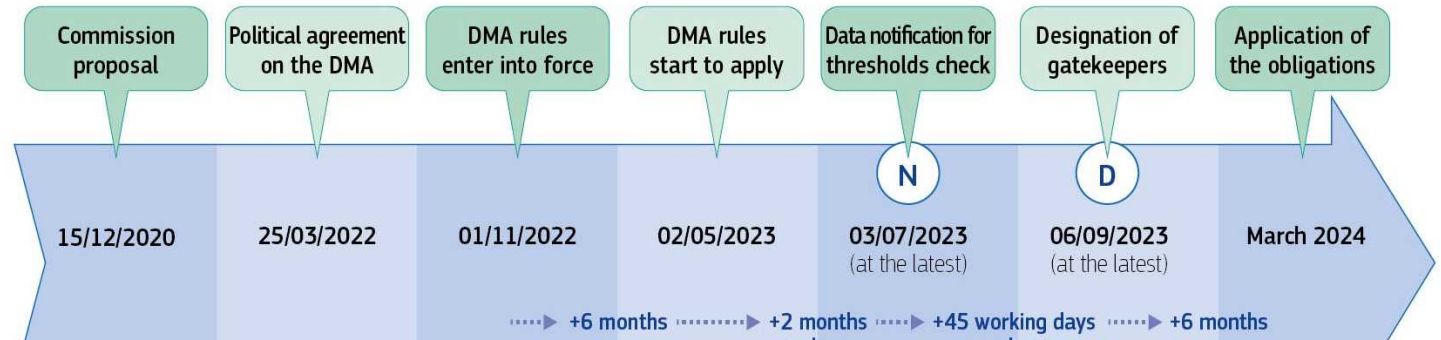 Commission
proposal
Political agreement
on the DMA
DMA rules
enter into force
DMA rules
start to apply
Data notification for
thresholds check
Designation of
gatekeepers
Application of
the obligations
N
D
15/12/2020
25/03/2022
01/11/2022
02/05/2023
03/07/2023
(at the latest)
06/09/2023
(at the latest)
March 2024
+6 months
+2 months
+45 working days
+6 months